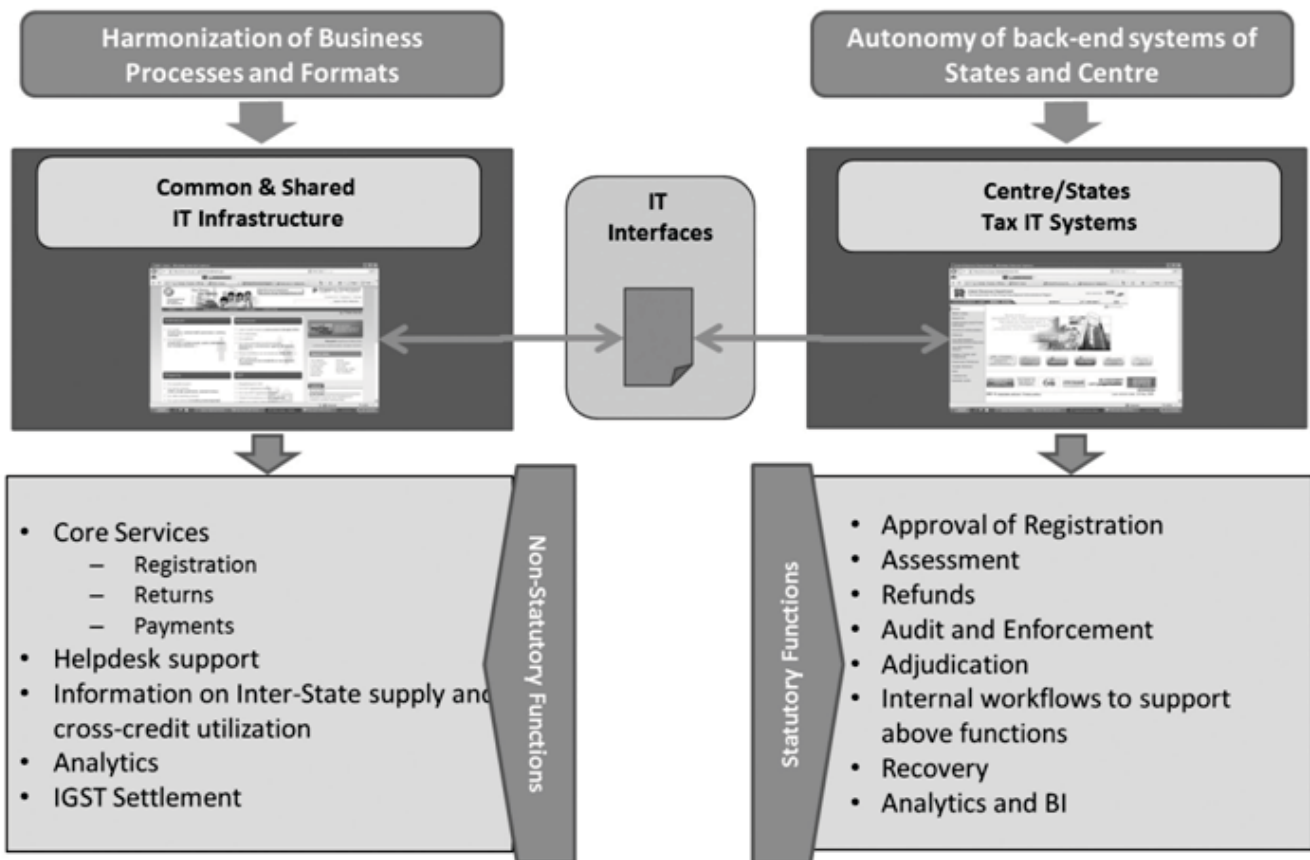 Harmonization of Business
Processes and Formats
Autonomy of back-end systems of
States and Centre
Common & Shared
IT Infrastructure
IT
Interfaces
Centre/States
Tax IT Systems
• Core Services
– Registration
– Returns
– Payments
• Helpdesk support
• Information on Inter-State supply and
cross-credit utilization
• Analytics
• IGST Settlement
Non-Statutory Functions
Statutory Functions
• Approval of Registration
• Assessment
• Refunds
• Audit and Enforcement
• Adjudication
• Internal workflows to support
above functions
• Recovery
• Analytics and BI